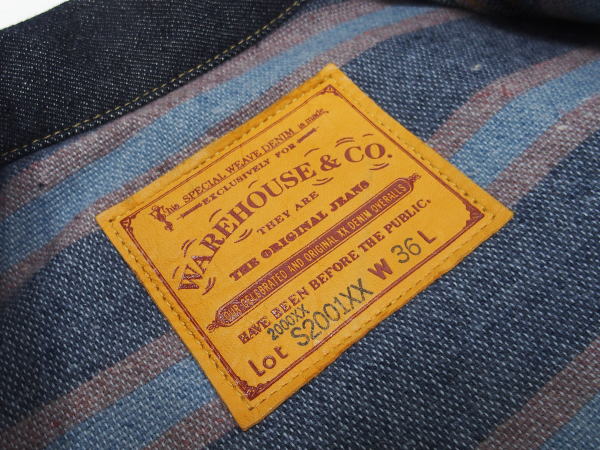 This SPECIAL WEAVE DENIM is made
EXCLUSIVELY FOR
WAREHOUSE & CO.
THEY ARE
THE ORIGINAL JEANS
OUR CELEBRATED AND ORIGINAL XX DENIM OVERALLS
HAVE BEEN BEFORE THE PUBLIC.
2000XX
Lot S2001XX W 36 L